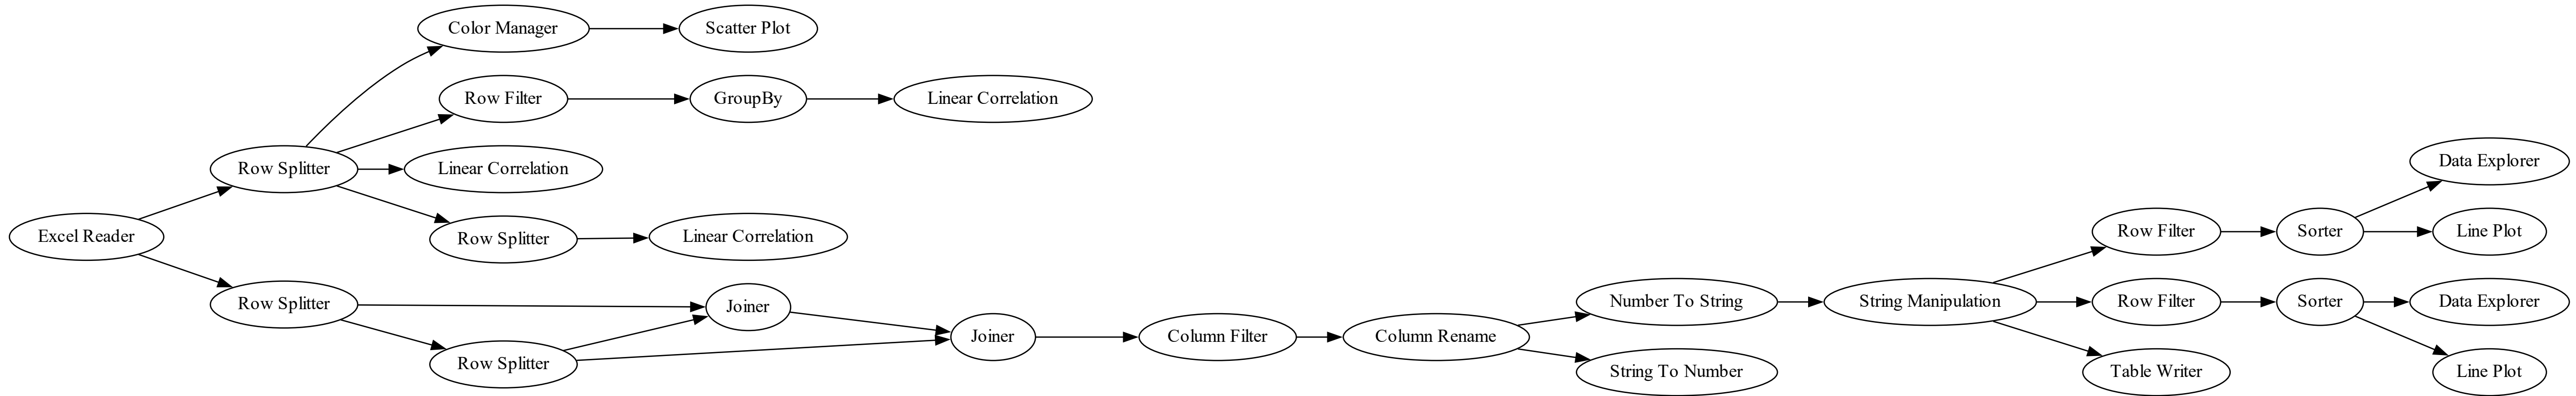 Color Manager
Scatter Plot
Row Filter
GroupBy
Linear Correlation
Row Splitter
Linear Correlation
Excel Reader
Row Splitter
Linear Correlation
Row Splitter
Joiner
Row Splitter
Joiner
Column Filter
Column Rename
Number To String
String To Number
String Manipulation
Row Filter
Sorter
Data Explorer
Line Plot
Row Filter
Sorter
Data Explorer
Line Plot
Table Writer